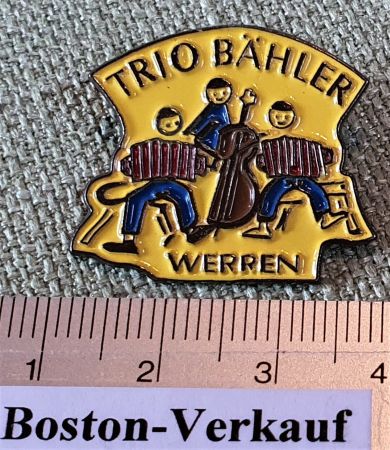 TRIO BÄHLER
WERREN
1 2 3 4
Boston-Verkauf